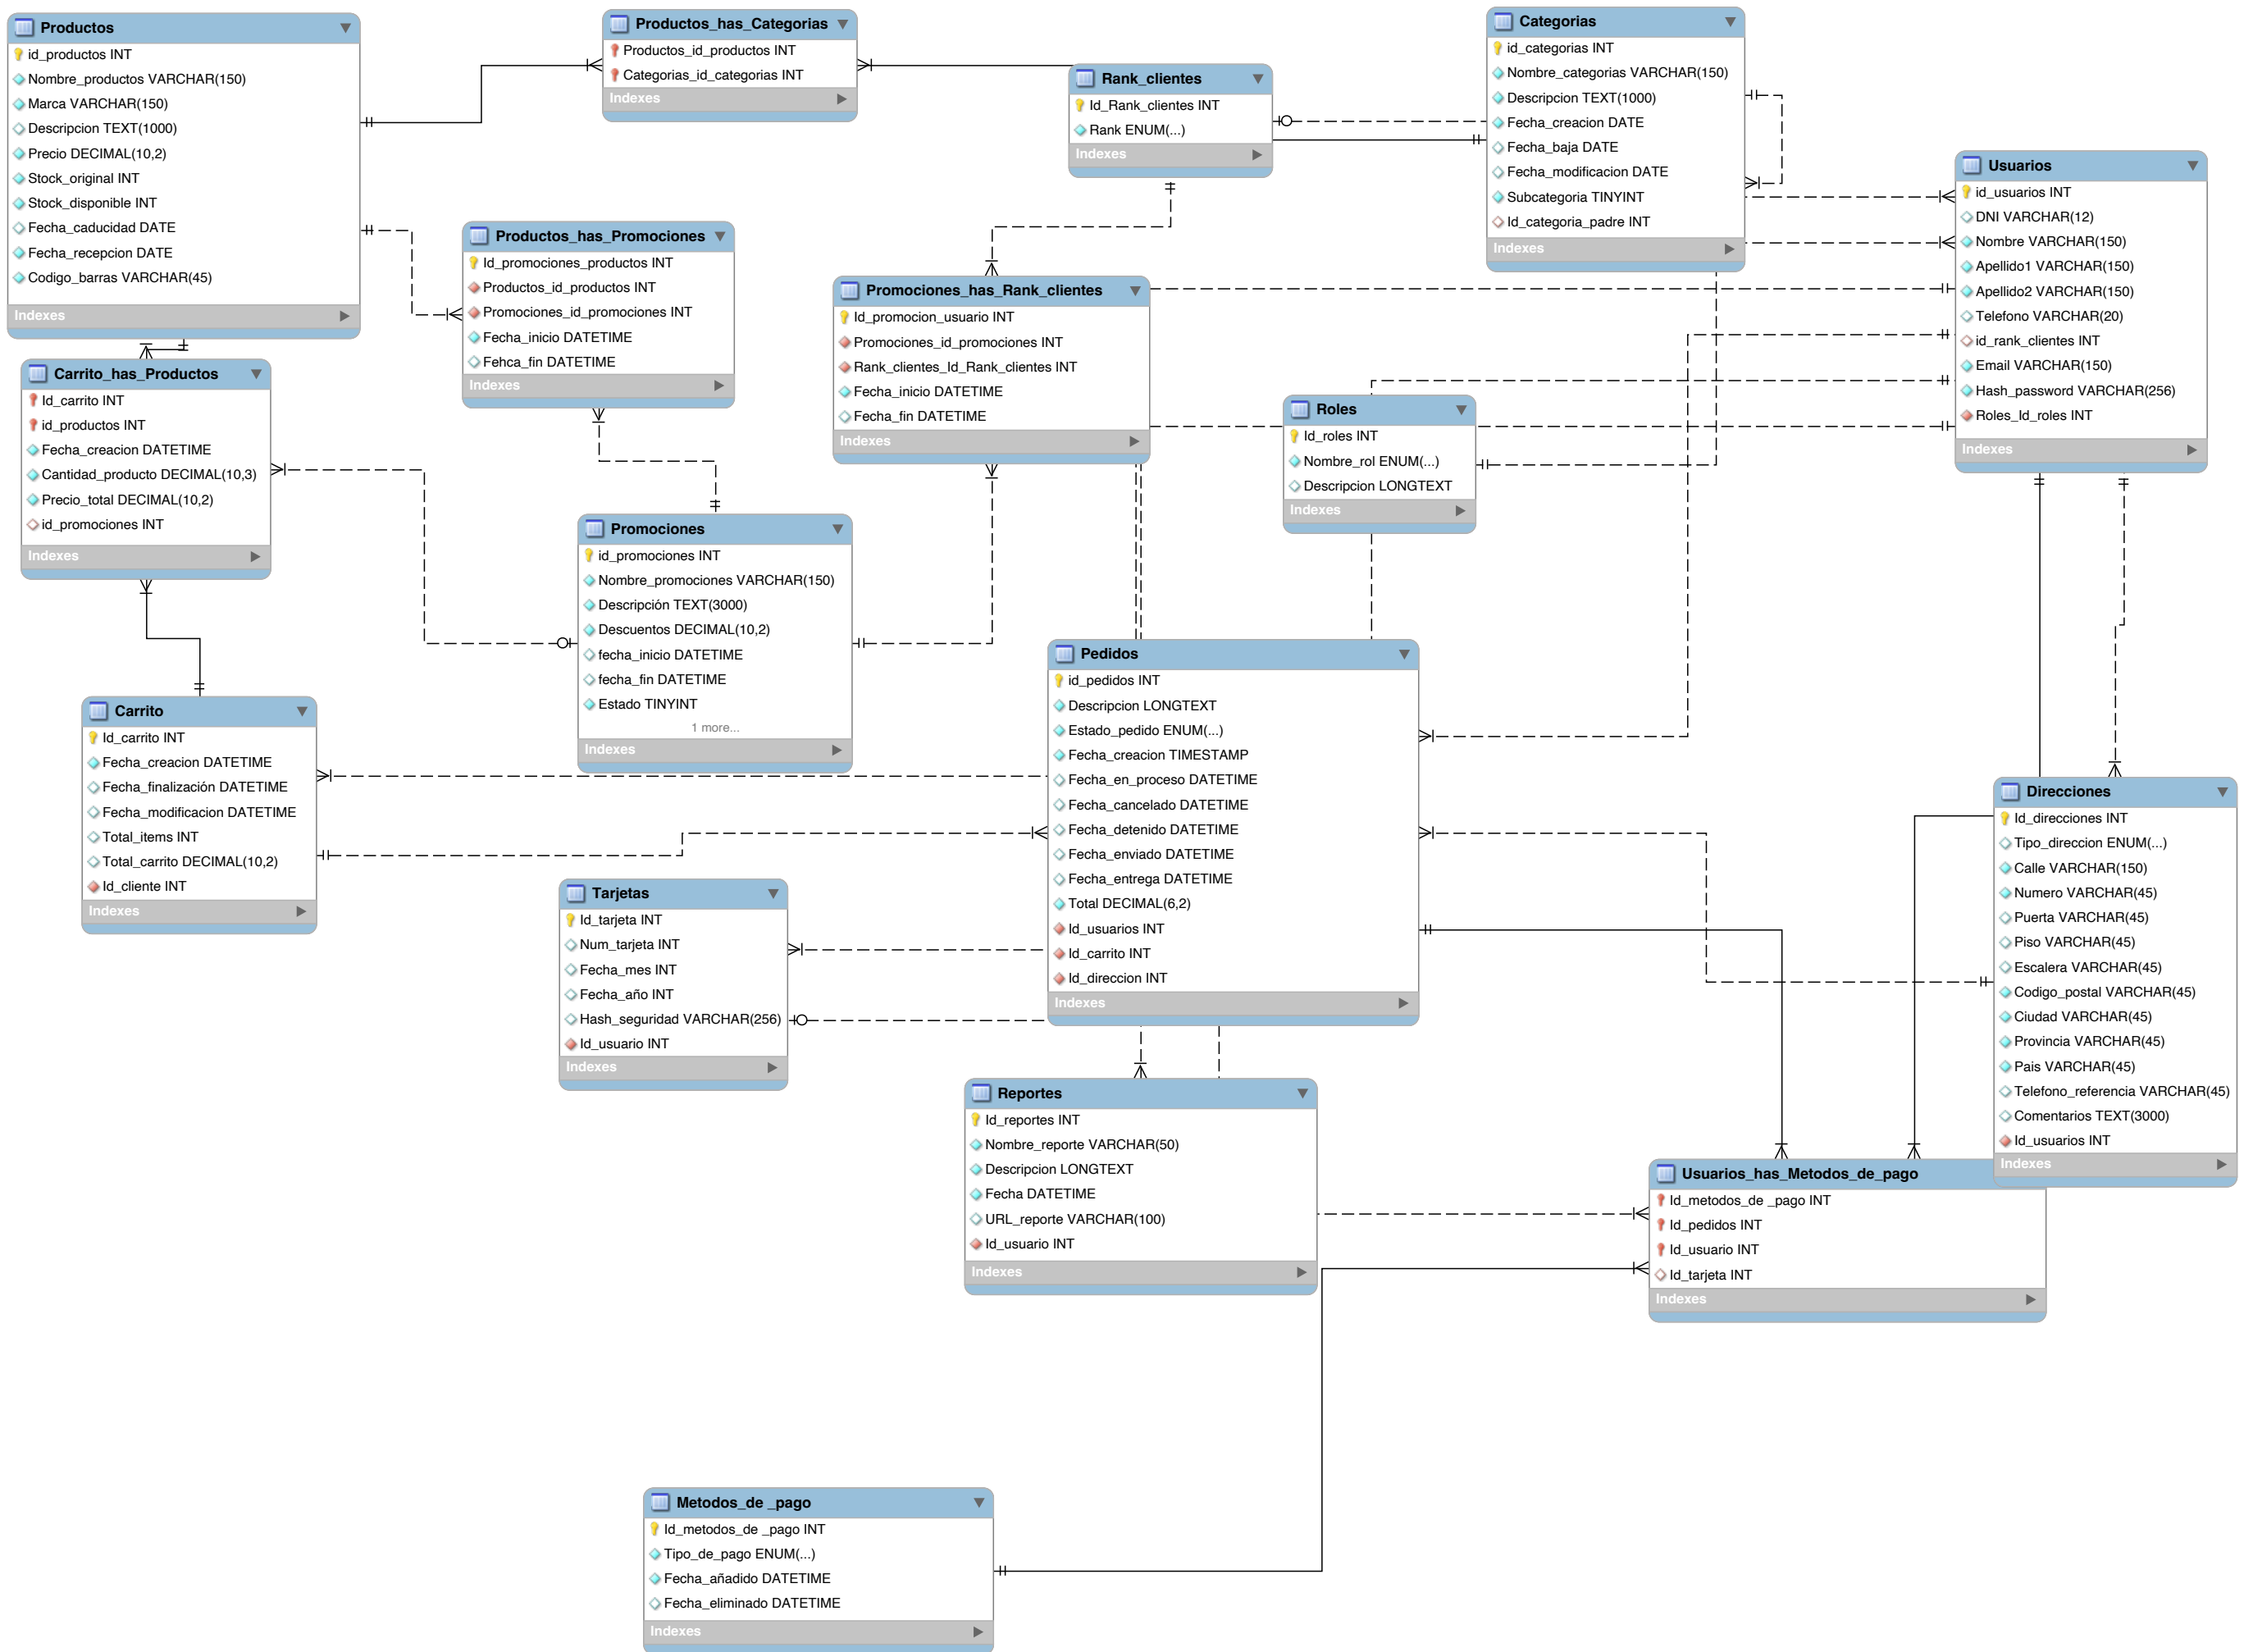 Productos
id_productos INT
Nombre_productos VARCHAR(150)
Marca VARCHAR(150)
Descripcion TEXT(1000)
Precio DECIMAL(10,2)
Stock_original INT
Stock_disponible INT
Fecha_caducidad DATE
Fecha_recepcion DATE
Codigo_barras VARCHAR(45)
Indexes
Productos_has_Categorias
Productos_id_productos INT
Categorias_id_categorias INT
Indexes
Rank_clientes
Id_Rank_clientes INT
Rank ENUM(...)
Indexes
Categorias
id_categorias INT
Nombre_categorias VARCHAR(150)
Descripcion TEXT(1000)
Fecha_creacion DATE
Fecha_baja DATE
Fecha_modificacion DATE
Subcategoria TINYINT
Id_categoria_padre INT
Indexes
Usuarios
id_usuarios INT
DNI VARCHAR(12)
Nombre VARCHAR(150)
Apellido1 VARCHAR(150)
Apellido2 VARCHAR(150)
Telefono VARCHAR(20)
id_rank_clientes INT
Email VARCHAR(150)
Hash_password VARCHAR(256)
Roles_Id_roles INT
Indexes
Productos_has_Promociones
Id_promociones_productos INT
Productos_id_productos INT
Promociones_id_promociones INT
Fecha_inicio DATETIME
Fehca_fin DATETIME
Indexes
Promociones_has_Rank_clientes
Id_promocion_usuario INT
Promociones_id_promociones INT
Rank_clientes_Id_Rank_clientes INT
Fecha_inicio DATETIME
Fecha_fin DATETIME
Indexes
Carrito_has_Productos
Id_carrito INT
id_productos INT
Fecha_creacion DATETIME
Cantidad_producto DECIMAL(10,3)
Precio_total DECIMAL(10,2)
id_promociones INT
Indexes
Roles
Id_roles INT
Nombre_rol ENUM(...)
Descripcion LONGTEXT
Indexes
Promociones
id_promociones INT
Nombre_promociones VARCHAR(150)
Descripción TEXT(3000)
Descuentos DECIMAL(10,2)
fecha_inicio DATETIME
fecha_fin DATETIME
Estado TINYINT
1 more...
Indexes
Pedidos
id_pedidos INT
Descripcion LONGTEXT
Estado_pedido ENUM(...)
Fecha_creacion TIMESTAMP
Fecha_en_proceso DATETIME
Fecha_cancelado DATETIME
Fecha_detenido DATETIME
Fecha_enviado DATETIME
Fecha_entrega DATETIME
Total DECIMAL(6,2)
Id_usuarios INT
Id_carrito INT
Id_direccion INT
Indexes
Carrito
Id_carrito INT
Fecha_creacion DATETIME
Fecha_finalización DATETIME
Fecha_modificacion DATETIME
Total_items INT
Total_carrito DECIMAL(10,2)
Id_cliente INT
Indexes
Direcciones
Id_direcciones INT
Tipo_direccion ENUM(...)
Calle VARCHAR(150)
Numero VARCHAR(45)
Puerta VARCHAR(45)
Piso VARCHAR(45)
Escalera VARCHAR(45)
Codigo_postal VARCHAR(45)
Ciudad VARCHAR(45)
Provincia VARCHAR(45)
Pais VARCHAR(45)
Telefono_referencia VARCHAR(45)
Comentarios TEXT(3000)
Id_usuarios INT
Indexes
Tarjetas
Id_tarjeta INT
Num_tarjeta INT
Fecha_mes INT
Fecha_año INT
Hash_seguridad VARCHAR(256)
Id_usuario INT
Indexes
Reportes
Id_reportes INT
Nombre_reporte VARCHAR(50)
Descripcion LONGTEXT
Fecha DATETIME
URL_reporte VARCHAR(100)
Id_usuario INT
Indexes
Usuarios_has_Metodos_de_pago
Id_metodos_de _pago INT
Id_pedidos INT
Id_usuario INT
Id_tarjeta INT
Indexes
Metodos_de _pago
Id_metodos_de _pago INT
Tipo_de_pago ENUM(...)
Fecha_añadido DATETIME
Fecha_eliminado DATETIME
Indexes